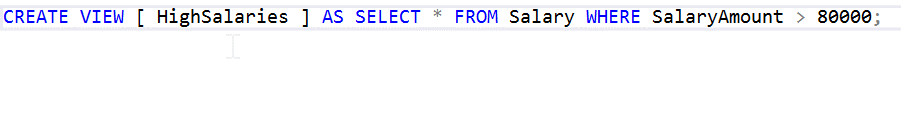 CREATE VIEW [ HighSalaries ] AS SELECT * FROM Salary WHERE SalaryAmount > 80000;